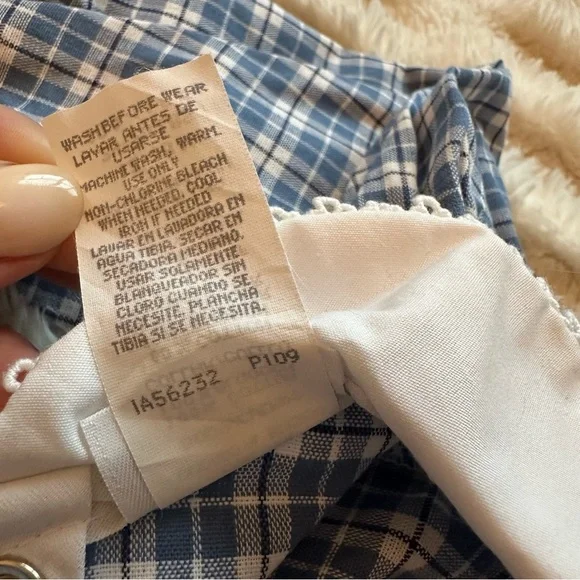 WASH BEFORE WEAR
LAVAR ANTES DE
USARSE
MACHINE WASH, WARM.
USE ONLY
NON-CHLORINE BLEACH
WHEN NEEDED. COOL
IRON IF NEEDED
LAVAR EN LAVADORA EN
AGUA TIBIA. SECAR EN
SECADORA MEDIANO.
USAR SOLAMENTE.
BLANQUEADOR SIN
CLORO CUANDO SE
NECESITE, PLANCHA
TIBIA SI SE NECESITA.
IA56232 P109